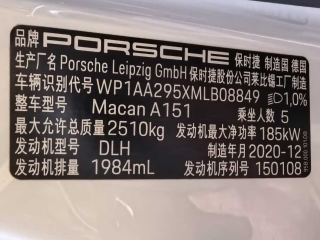 品牌 PORSCHE 保时捷 制造国 德国
生产厂名/Porsche Leipzig GmbH 保时捷股份公司莱比锡工厂制造
车辆识别代号 WP1AA295XMLB08849 1,0%
整车型号 Macan A151 乘坐人数 5
最大允许总质量 2510kg 发动机最大净功率 185kW
发动机型号 DLH 制造年月 2020-12
发动机排量 1984mL 发动机序列号 150108